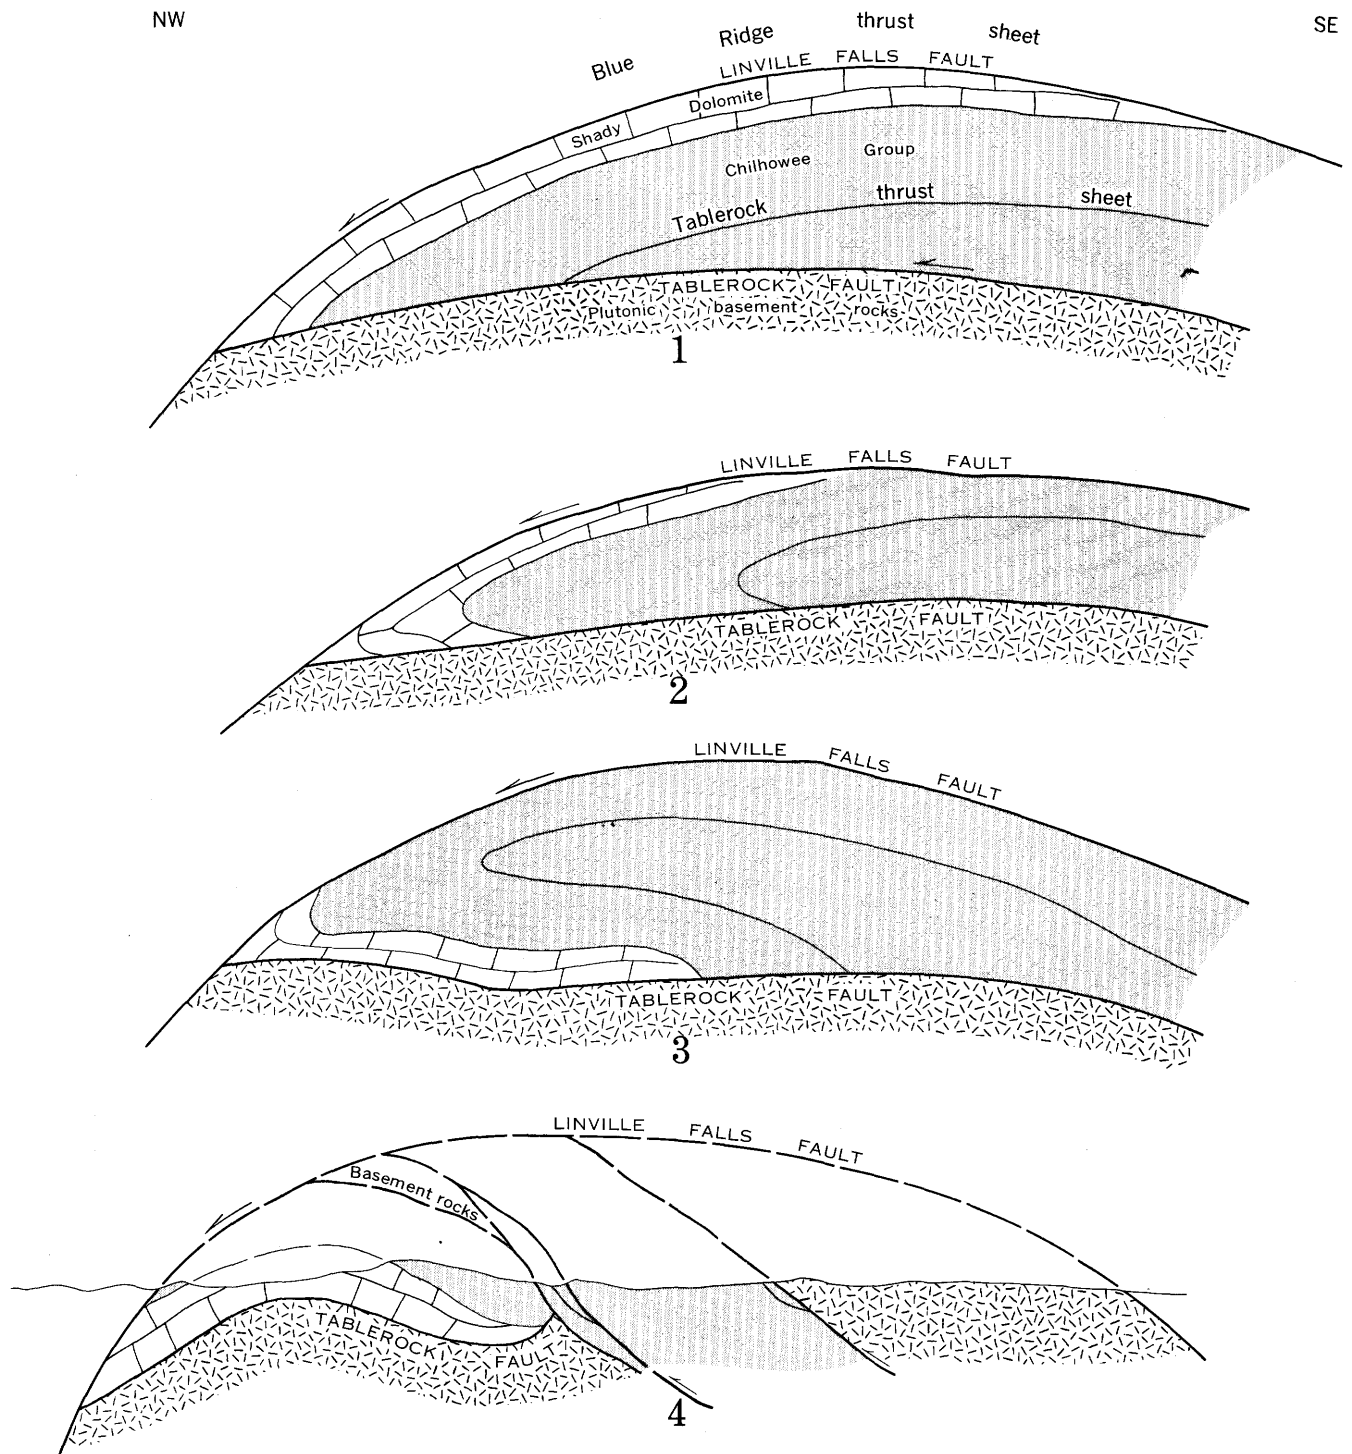 NW SE
Blue Ridge thrust sheet
LINVILLE FALLS FAULT
Shady Dolomite
Chilhowee Group
Tablerock thrust sheet
TABLEROCK FAULT
Plutonic basement rocks
1
LINVILLE FALLS FAULT
TABLEROCK FAULT
2
LINVILLE FALLS FAULT
TABLEROCK FAULT
3
LINVILLE FALLS FAULT
Basement rocks
TABLEROCK FAULT
4